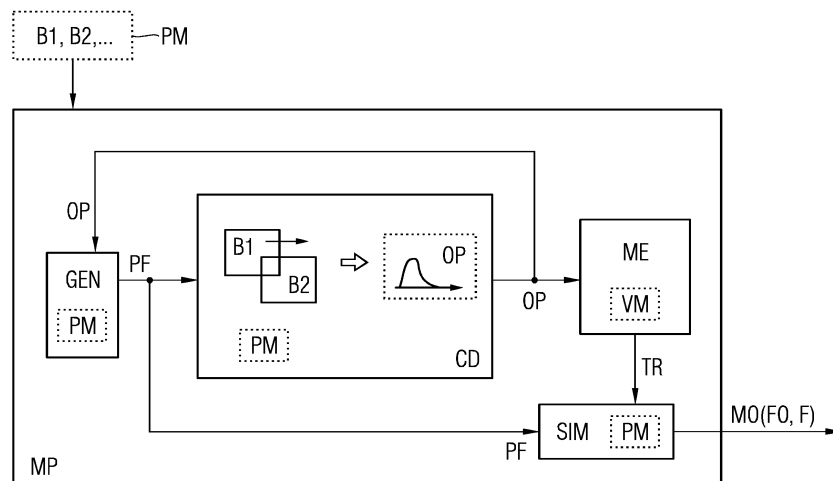 B1, B2,...
PM
OP
GEN
PM
PF
B1
B2
OP
PM
CD
OP
ME
VM
TR
SIM
PM
PF
MO(FO, F)
MP